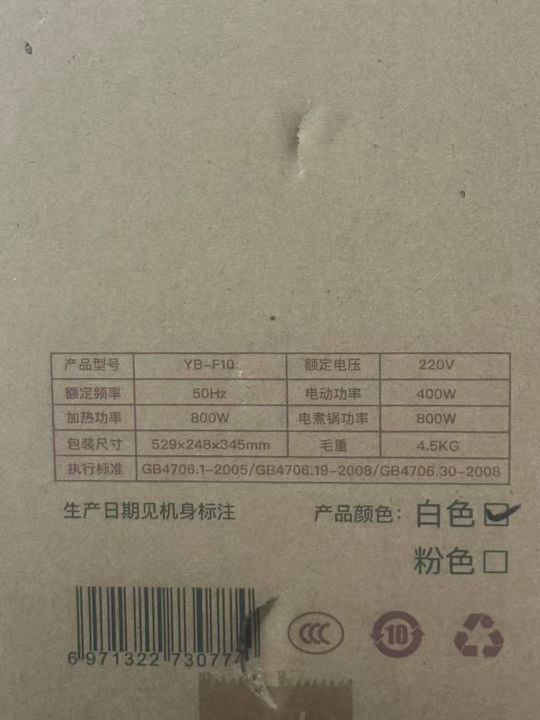 产品型号 YB-F10 额定电压 220V
额定频率 50Hz 电动功率 400W
加热功率 800W 电煮锅功率 800W
包装尺寸 529×248×345mm 毛重 4.5KG
执行标准 GB4706.1-2005/GB4706.19-2008/GB4706.30-2008
生产日期见机身标注 产品颜色：白色
粉色
6 971322 73077
CCC 10